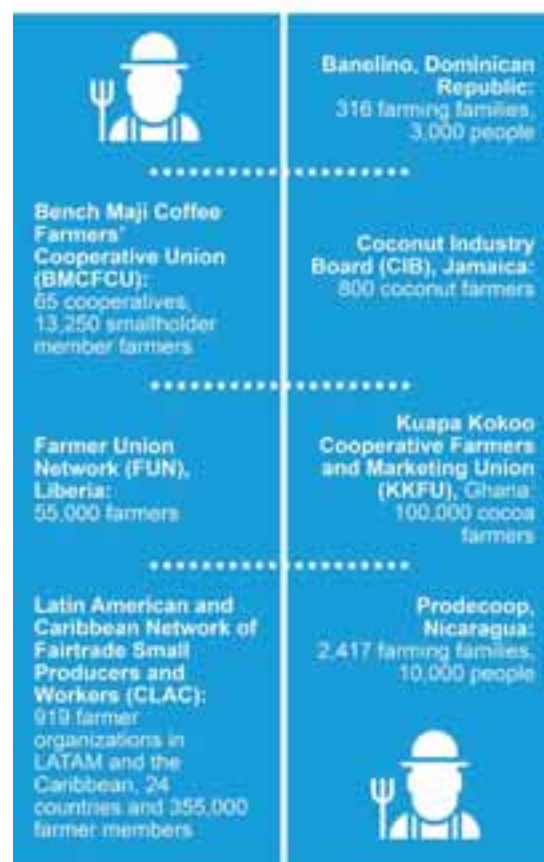 Banelino, Dominican
Republic:
316 farming families,
3,000 people
Bench Maji Coffee
Farmers'
Cooperative Union
(BMCFCU):
65 cooperatives,
13,250 smallholder
member farmers
Coconut Industry
Board (CIB), Jamaica:
800 coconut farmers
Farmer Union
Network (FUN),
Liberia:
55,000 farmers
Kuapa Kokoo
Cooperative Farmers
and Marketing Union
(KKFU), Ghana:
100,000 cocoa
farmers
Latin American and
Caribbean Network of
Fairtrade Small
Producers and
Workers (CLAC):
919 farmer
organizations in
LATAM and the
Caribbean, 24
countries and 355,000
farmer members
Prodecoop,
Nicaragua:
2,417 farming families,
10,000 people